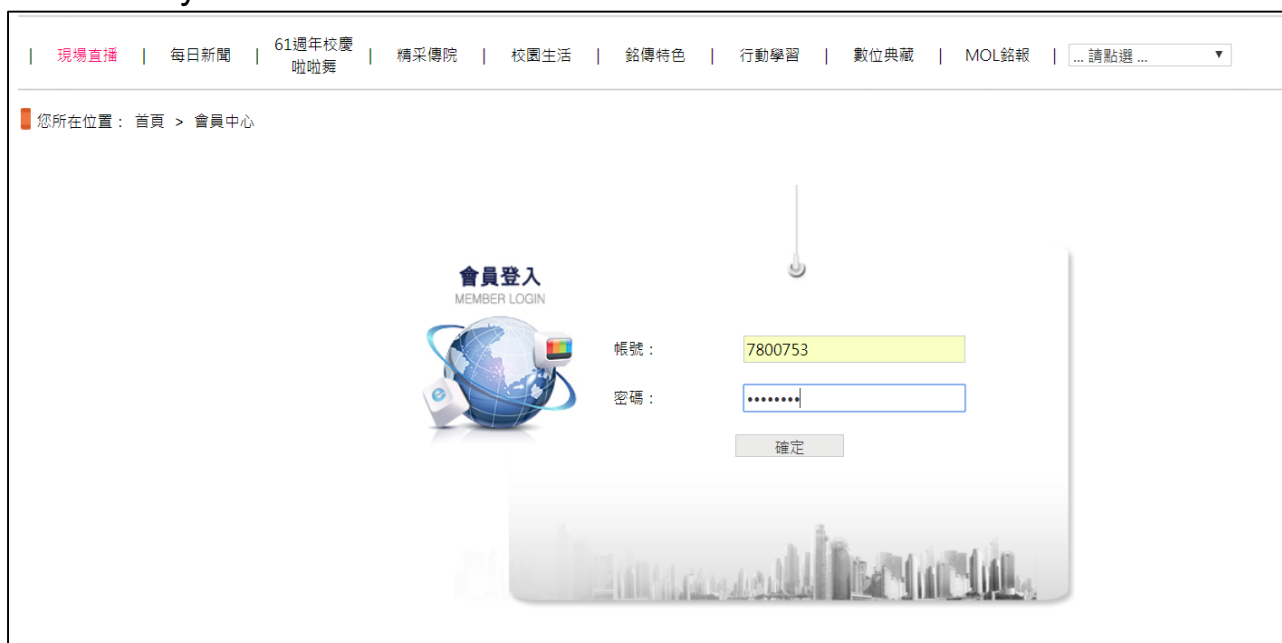 | 現場直播 | 每日新聞 | 61週年校慶啦啦舞 | 精采傳院 | 校園生活 | 銘傳特色 | 行動學習 | 數位典藏 | MOL銘報 | ... 請點選 ... ▼
您所在位置： 首頁 > 會員中心
會員登入
MEMBER LOGIN
帳號： 7800753
密碼： ••••••••
確定